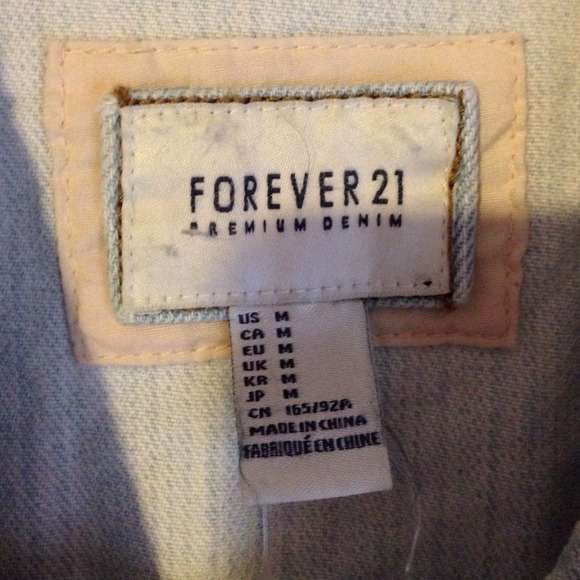 FOREVER 21
PREMIUM DENIM
US M
CA M
EU M
UK M
KR M
JP M
CN 165/92A
MADE IN CHINA
FABRIQUÉ EN CHINE